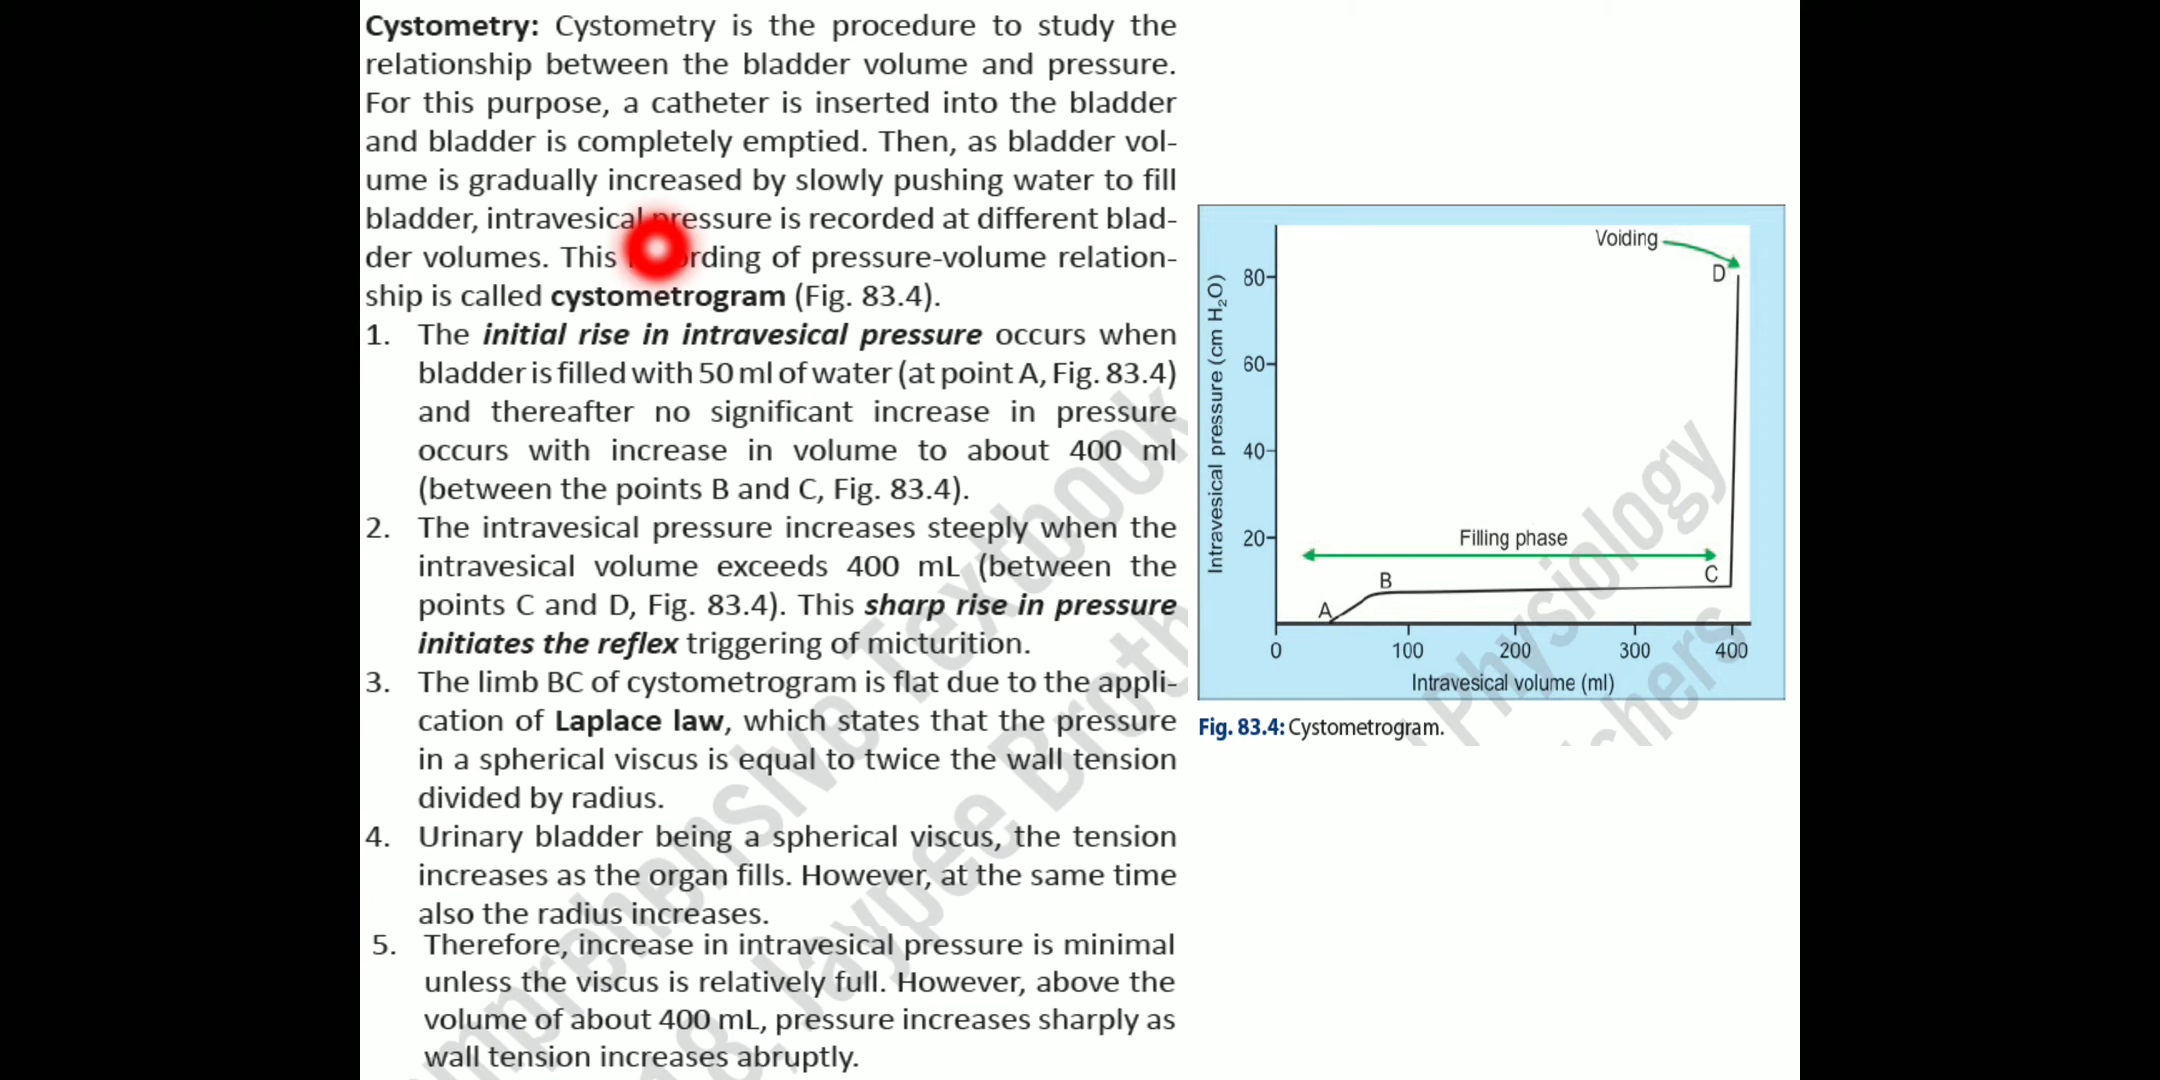 Cystometry: Cystometry is the procedure to study the
relationship between the bladder volume and pressure.
For this purpose, a catheter is inserted into the bladder
and bladder is completely emptied. Then, as bladder vol-
ume is gradually increased by slowly pushing water to fill
bladder, intravesical pressure is recorded at different blad-
der volumes. This rding of pressure-volume relation-
ship is called cystometrogram (Fig. 83.4).
1. The initial rise in intravesical pressure occurs when
bladder is filled with 50 ml of water (at point A, Fig. 83.4)
and thereafter no significant increase in pressure
occurs with increase in volume to about 400 ml
(between the points B and C, Fig. 83.4).
2. The intravesical pressure increases steeply when the
intravesical volume exceeds 400 mL (between the
points C and D, Fig. 83.4). This sharp rise in pressure
initiates the reflex triggering of micturition.
3. The limb BC of cystometrogram is flat due to the appli-
cation of Laplace law, which states that the pressure
in a spherical viscus is equal to twice the wall tension
divided by radius.
4. Urinary bladder being a spherical viscus, the tension
increases as the organ fills. However, at the same time
also the radius increases.
5. Therefore, increase in intravesical pressure is minimal
unless the viscus is relatively full. However, above the
volume of about 400 mL, pressure increases sharply as
wall tension increases abruptly.
Voiding
D
80
60
40
20
Intravesical pressure (cm H₂O)
Filling phase
A
B
C
0 100 200 300 400
Intravesical volume (ml)
Fig. 83.4: Cystometrogram.
mprehensive Textbook
l Physiology
18, Jaypee Broth
shers